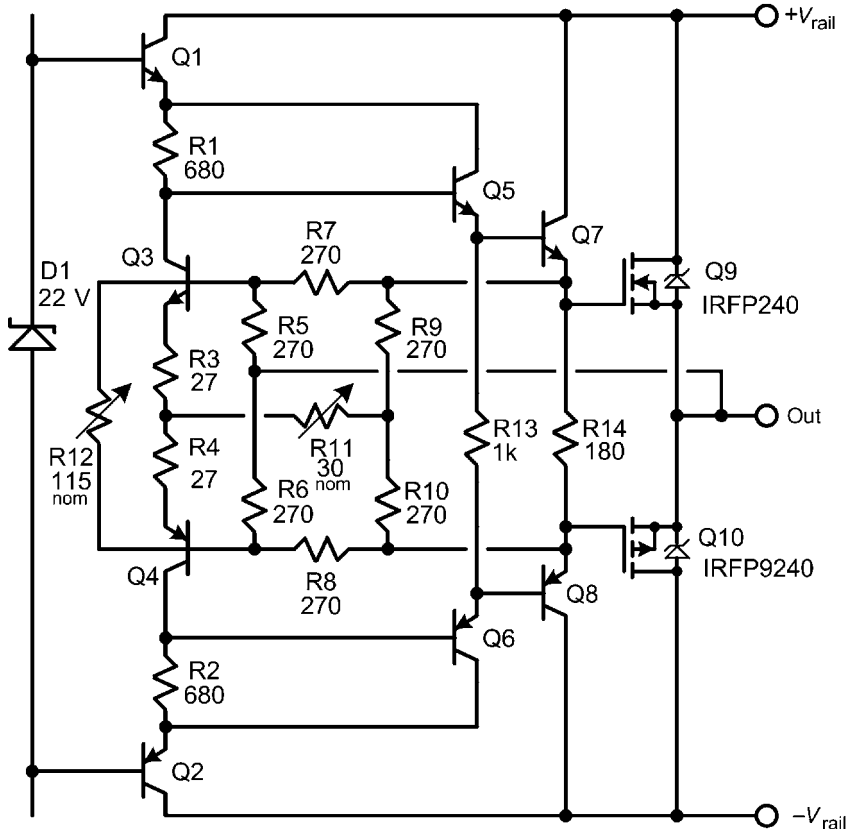 +Vrail
Q1
R1
680
Q5
Q3
R7
270
Q7
D1
22 V
Q9
IRFP240
R5
270
R9
270
R3
27
R12
115
nom
R11
30
nom
R13
1k
R14
180
Out
R4
27
R6
270
R10
270
Q10
IRFP9240
Q4
R8
270
Q8
Q6
R2
680
Q2
−Vrail